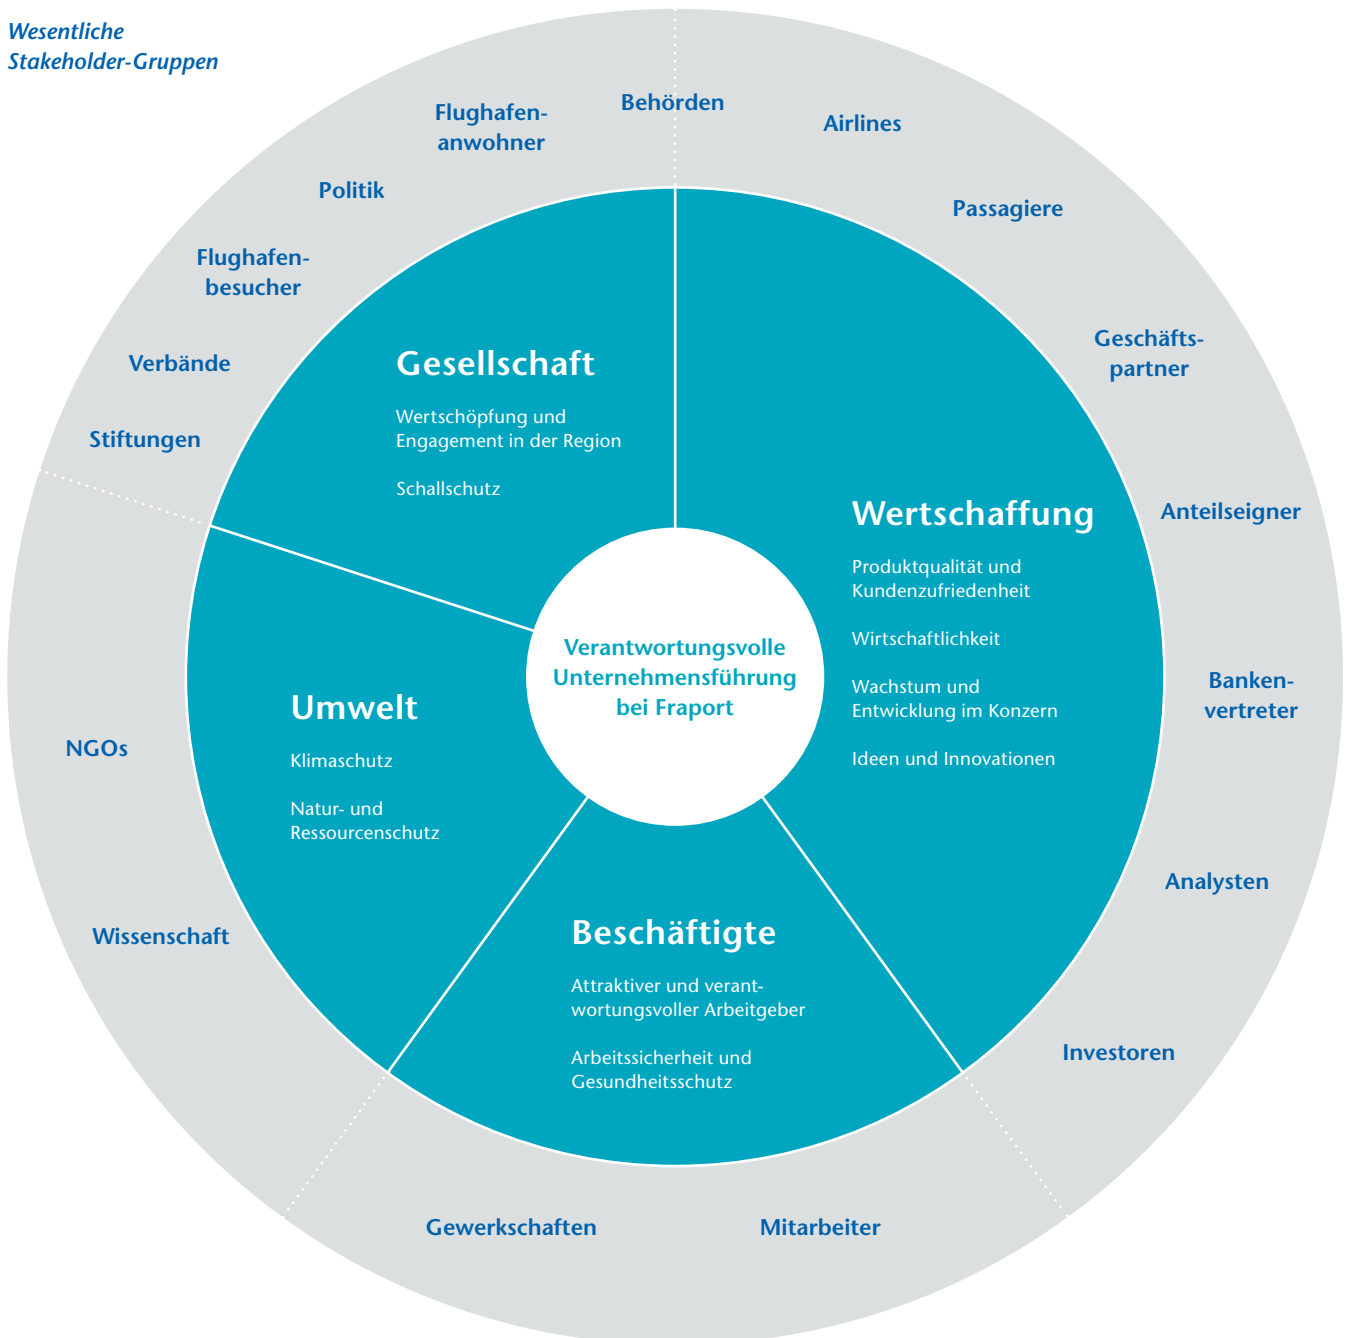 Wesentliche
Stakeholder-Gruppen
Behörden
Airlines
Passagiere
Geschäfts-
partner
Anteilseigner
Banken-
vertreter
Analysten
Investoren
Mitarbeiter
Gewerkschaften
Wissenschaft
NGOs
Stiftungen
Verbände
Flughafen-
besucher
Politik
Flughafen-
anwohner
Gesellschaft
Wertschöpfung und
Engagement in der Region
Schallschutz
Wertschaffung
Produktqualität und
Kundenzufriedenheit
Wirtschaftlichkeit
Wachstum und
Entwicklung im Konzern
Ideen und Innovationen
Verantwortungsvolle
Unternehmensführung
bei Fraport
Umwelt
Klimaschutz
Natur- und
Ressourcenschutz
Beschäftigte
Attraktiver und verant-
wortungsvoller Arbeitgeber
Arbeitssicherheit und
Gesundheitsschutz